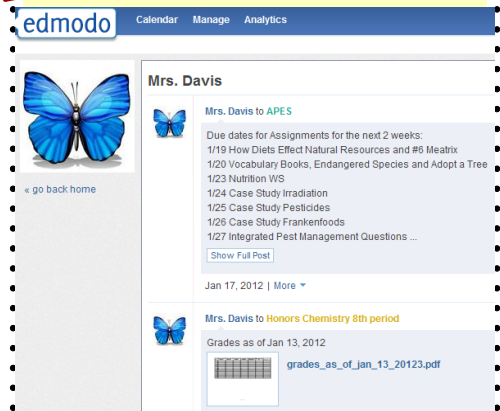 edmodo
Calendar Manage Analytics
Mrs. Davis
Mrs. Davis to APES
Due dates for Assignments for the next 2 weeks:
1/19 How Diets Effect Natural Resources and #6 Meatrix
1/20 Vocabulary Books, Endangered Species and Adopt a Tree
1/23 Nutrition WS
1/24 Case Study Irradiation
1/25 Case Study Pesticides
1/26 Case Study Frankenfoods
1/27 Integrated Pest Management Questions ...
Show Full Post
« go back home
Jan 17, 2012 | More
Mrs. Davis to Honors Chemistry 8th period
Grades as of Jan 13, 2012
grades_as_of_jan_13_20123.pdf